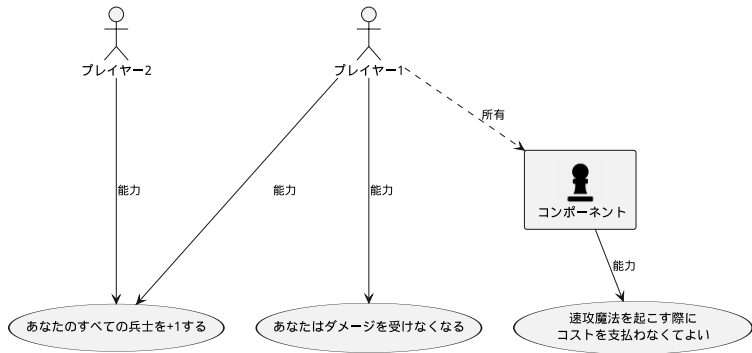 プレイヤー2
プレイヤー1
所有
コンポーネント
能力
能力
能力
能力
あなたのすべての兵士を+1する
あなたはダメージを受けなくなる
速攻魔法を起こす際に
コストを支払わなくてよい